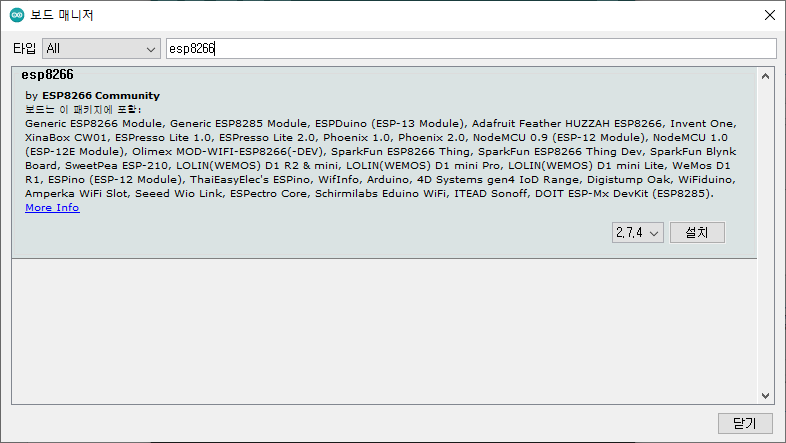 보드 매니저
타입 All esp8266
esp8266
by ESP8266 Community
보드는 이 패키지에 포함:
Generic ESP8266 Module, Generic ESP8285 Module, ESPDuino (ESP-13 Module), Adafruit Feather HUZZAH ESP8266, Invent One,
XinaBox CW01, ESPresso Lite 1.0, ESPresso Lite 2.0, Phoenix 1.0, Phoenix 2.0, NodeMCU 0.9 (ESP-12 Module), NodeMCU 1.0
(ESP-12E Module), Olimex MOD-WIFI-ESP8266(-DEV), SparkFun ESP8266 Thing, SparkFun ESP8266 Thing Dev, SparkFun Blynk
Board, SweetPea ESP-210, LOLIN(WEMOS) D1 R2 & mini, LOLIN(WEMOS) D1 mini Pro, LOLIN(WEMOS) D1 mini Lite, WeMos D1
R1, ESPino (ESP-12 Module), ThaiEasyElec's ESPino, WifInfo, Arduino, 4D Systems gen4 IoD Range, Digistump Oak, WiFiduino,
Amperka WiFi Slot, Seeed Wio Link, ESPectro Core, Schirmilabs Eduino WiFi, ITEAD Sonoff, DOIT ESP-Mx DevKit (ESP8285).
More Info
2.7.4 설치
닫기